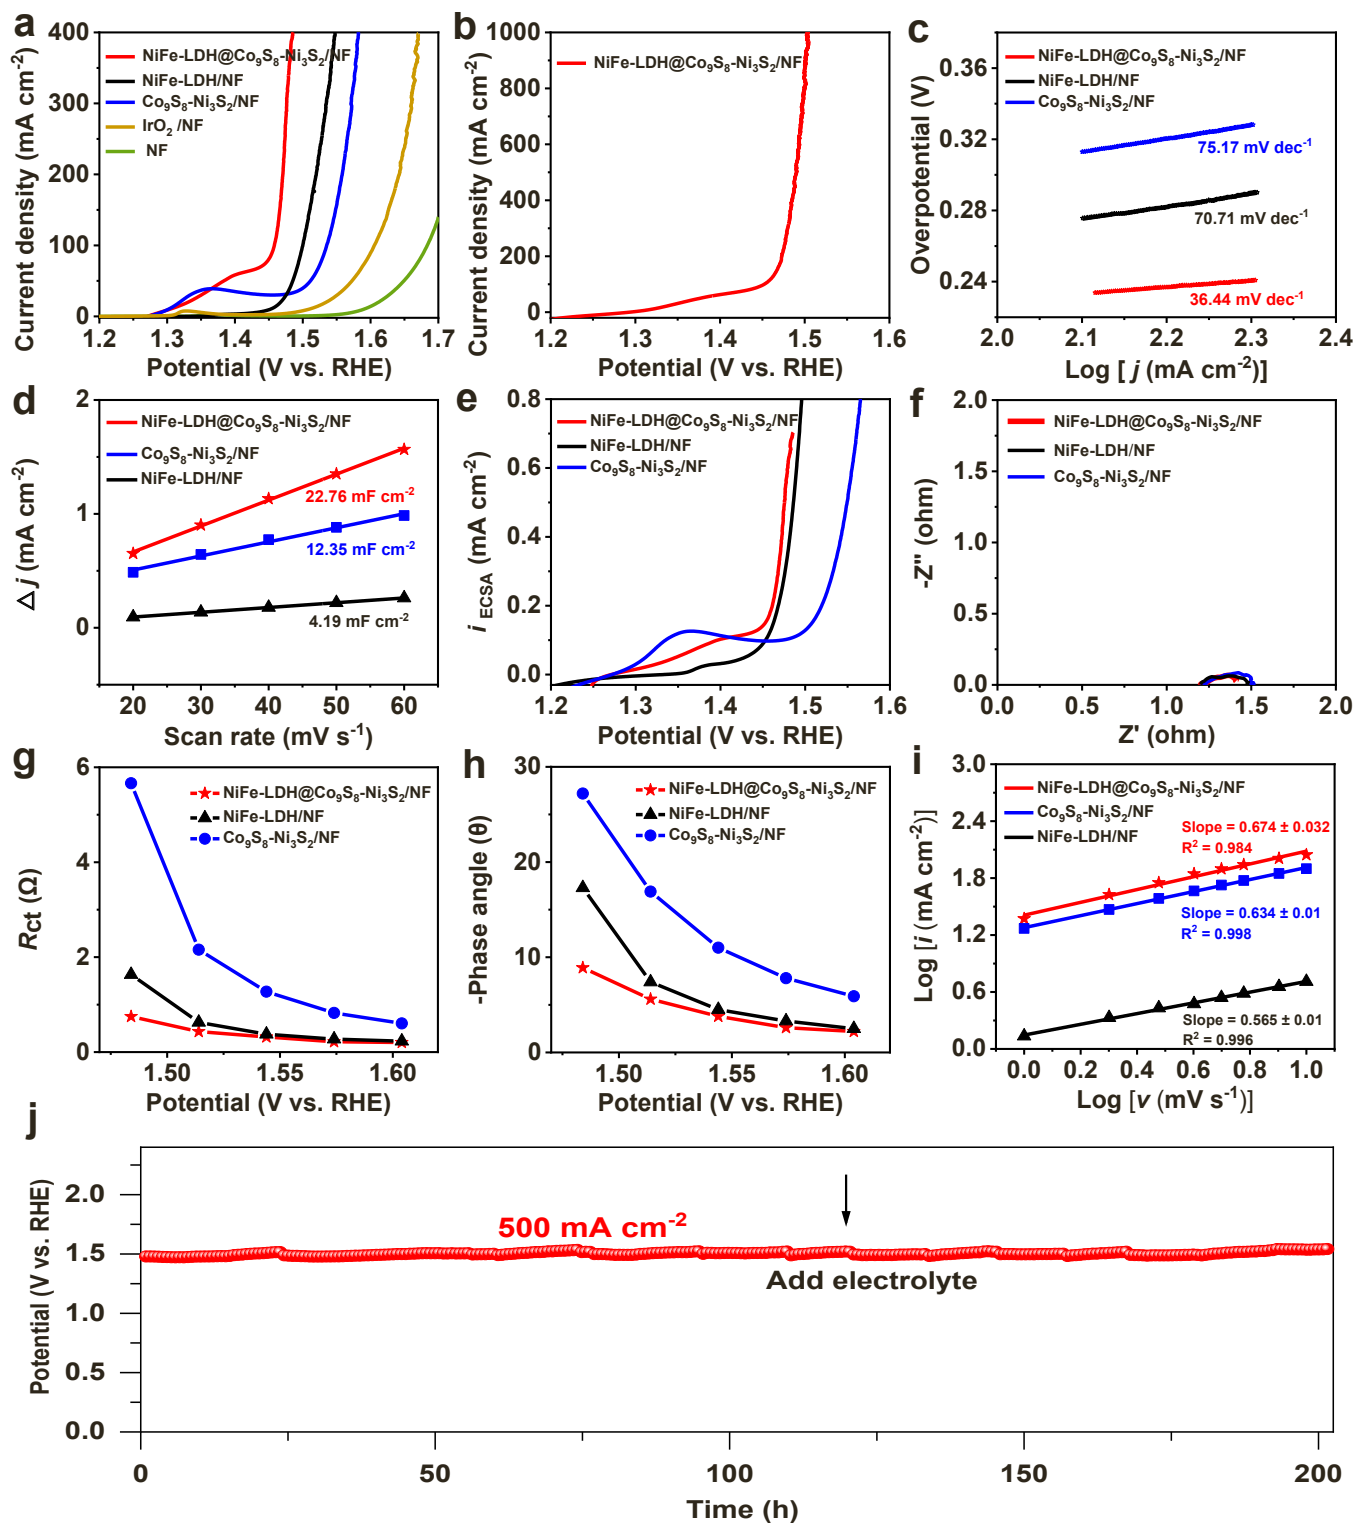 a
400
300
200
100
0
Current density (mA cm⁻²)
NiFe-LDH@Co₉S₈-Ni₃S₂/NF
NiFe-LDH/NF
Co₉S₈-Ni₃S₂/NF
IrO₂ /NF
NF
1.2 1.3 1.4 1.5 1.6 1.7
Potential (V vs. RHE)
b
1000
800
600
400
200
0
Current density (mA cm⁻²)
NiFe-LDH@Co₉S₈-Ni₃S₂/NF
1.2 1.3 1.4 1.5 1.6
Potential (V vs. RHE)
c
0.36
0.32
0.28
0.24
Overpotential (V)
NiFe-LDH@Co₉S₈-Ni₃S₂/NF
NiFe-LDH/NF
Co₉S₈-Ni₃S₂/NF
75.17 mV dec⁻¹
70.71 mV dec⁻¹
36.44 mV dec⁻¹
2.0 2.1 2.2 2.3 2.4
Log [ j (mA cm⁻²)]
d
2
1
0
△ j (mA cm⁻²)
NiFe-LDH@Co₉S₈-Ni₃S₂/NF
Co₉S₈-Ni₃S₂/NF
NiFe-LDH/NF
22.76 mF cm⁻²
12.35 mF cm⁻²
4.19 mF cm⁻²
20 30 40 50 60
Scan rate (mV s⁻¹)
e
0.8
0.6
0.4
0.2
0.0
i ECSA (mA cm⁻²)
NiFe-LDH@Co₉S₈-Ni₃S₂/NF
NiFe-LDH/NF
Co₉S₈-Ni₃S₂/NF
1.2 1.3 1.4 1.5 1.6
Potential (V vs. RHE)
f
2.0
1.5
1.0
0.5
0.0
-Z" (ohm)
NiFe-LDH@Co₉S₈-Ni₃S₂/NF
NiFe-LDH/NF
Co₉S₈-Ni₃S₂/NF
0.0 0.5 1.0 1.5 2.0
Z' (ohm)
g
6
4
2
0
Rct (Ω)
NiFe-LDH@Co₉S₈-Ni₃S₂/NF
NiFe-LDH/NF
Co₉S₈-Ni₃S₂/NF
1.50 1.55 1.60
Potential (V vs. RHE)
h
30
20
10
0
-Phase angle (θ)
NiFe-LDH@Co₉S₈-Ni₃S₂/NF
NiFe-LDH/NF
Co₉S₈-Ni₃S₂/NF
1.50 1.55 1.60
Potential (V vs. RHE)
i
3.0
2.4
1.8
1.2
0.6
0.0
Log [i (mA cm⁻²)]
NiFe-LDH@Co₉S₈-Ni₃S₂/NF
Co₉S₈-Ni₃S₂/NF
NiFe-LDH/NF
Slope = 0.674 ± 0.032
R² = 0.984
Slope = 0.634 ± 0.01
R² = 0.998
Slope = 0.565 ± 0.01
R² = 0.996
0.0 0.2 0.4 0.6 0.8 1.0
Log [v (mV s⁻¹)]
j
2.0
1.5
1.0
0.5
0.0
Potential (V vs. RHE)
500 mA cm⁻²
Add electrolyte
0 50 100 150 200
Time (h)